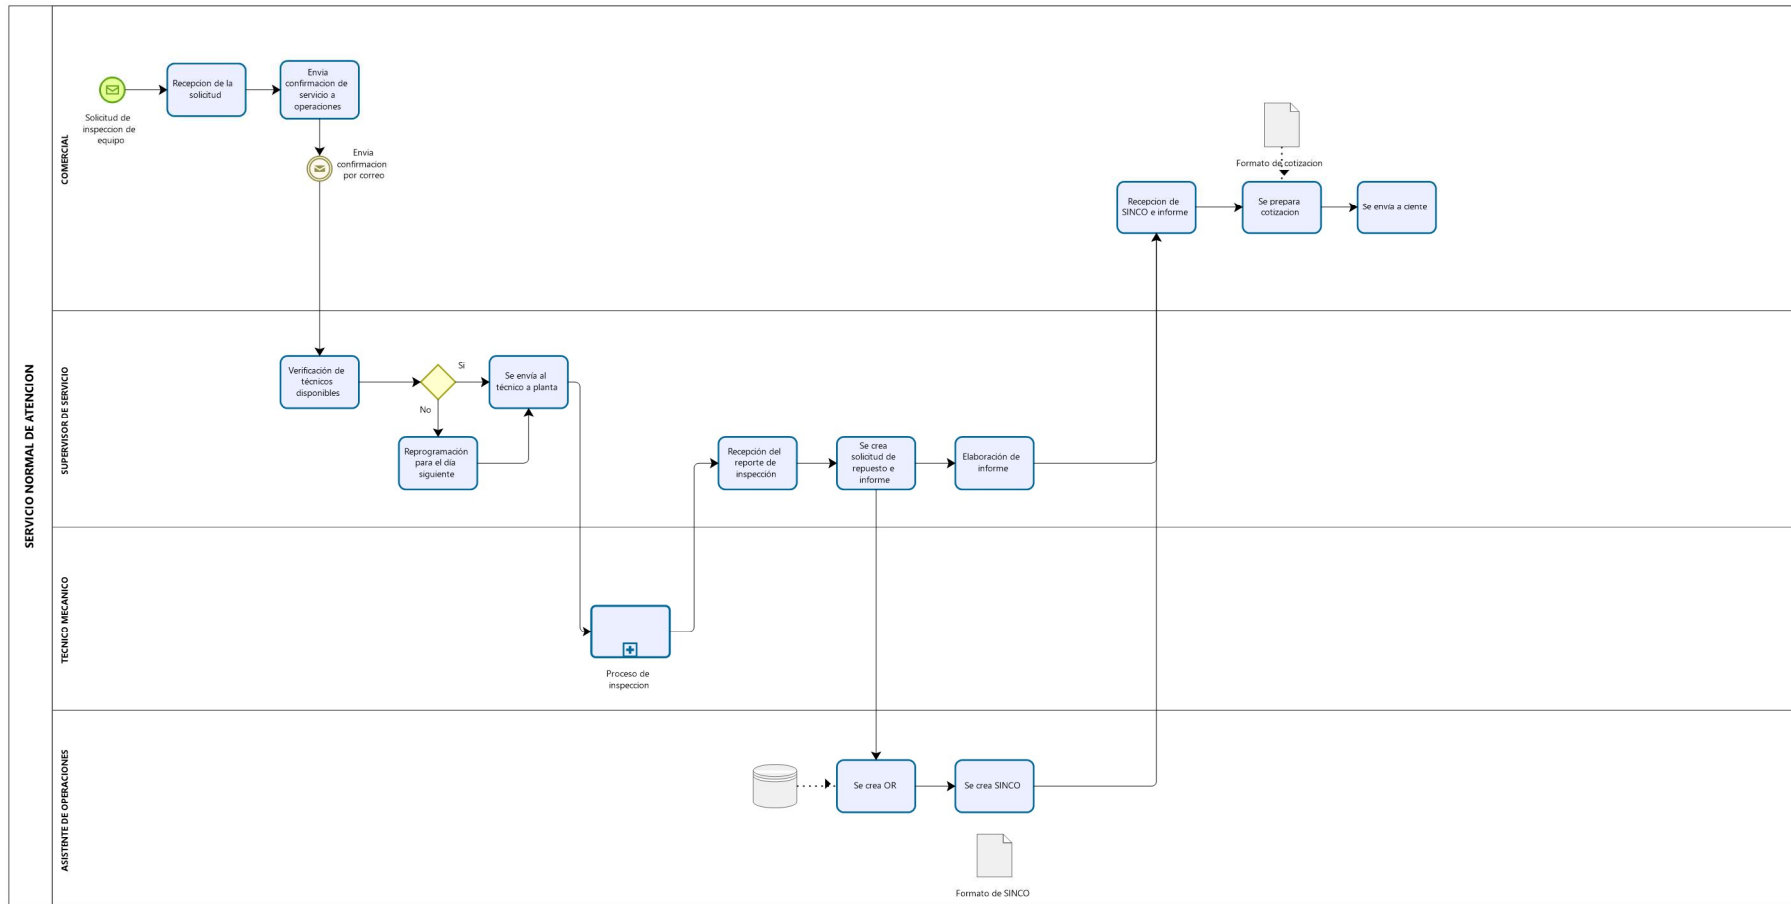 SERVICIO NORMAL DE ATENCION
COMERCIAL
Solicitud de
inspeccion de
equipo
Recepcion de la
solicitud
Envia
confirmacion de
servicio a
operaciones
Envia
confirmacion
por correo
Formato de cotizacion
Recepcion de
SINCO e informe
Se prepara
cotizacion
Se envía a ciente
SUPERVISOR DE SERVICIO
Verificación de
técnicos
disponibles
Si
No
Se envía al
técnico a planta
Reprogramación
para el día
siguiente
Recepción del
reporte de
inspección
Se crea
solicitud de
repuesto e
informe
Elaboración de
informe
TECNICO MECANICO
Proceso de
inspeccion
ASISTENTE DE OPERACIONES
Se crea OR
Se crea SINCO
Formato de SINCO